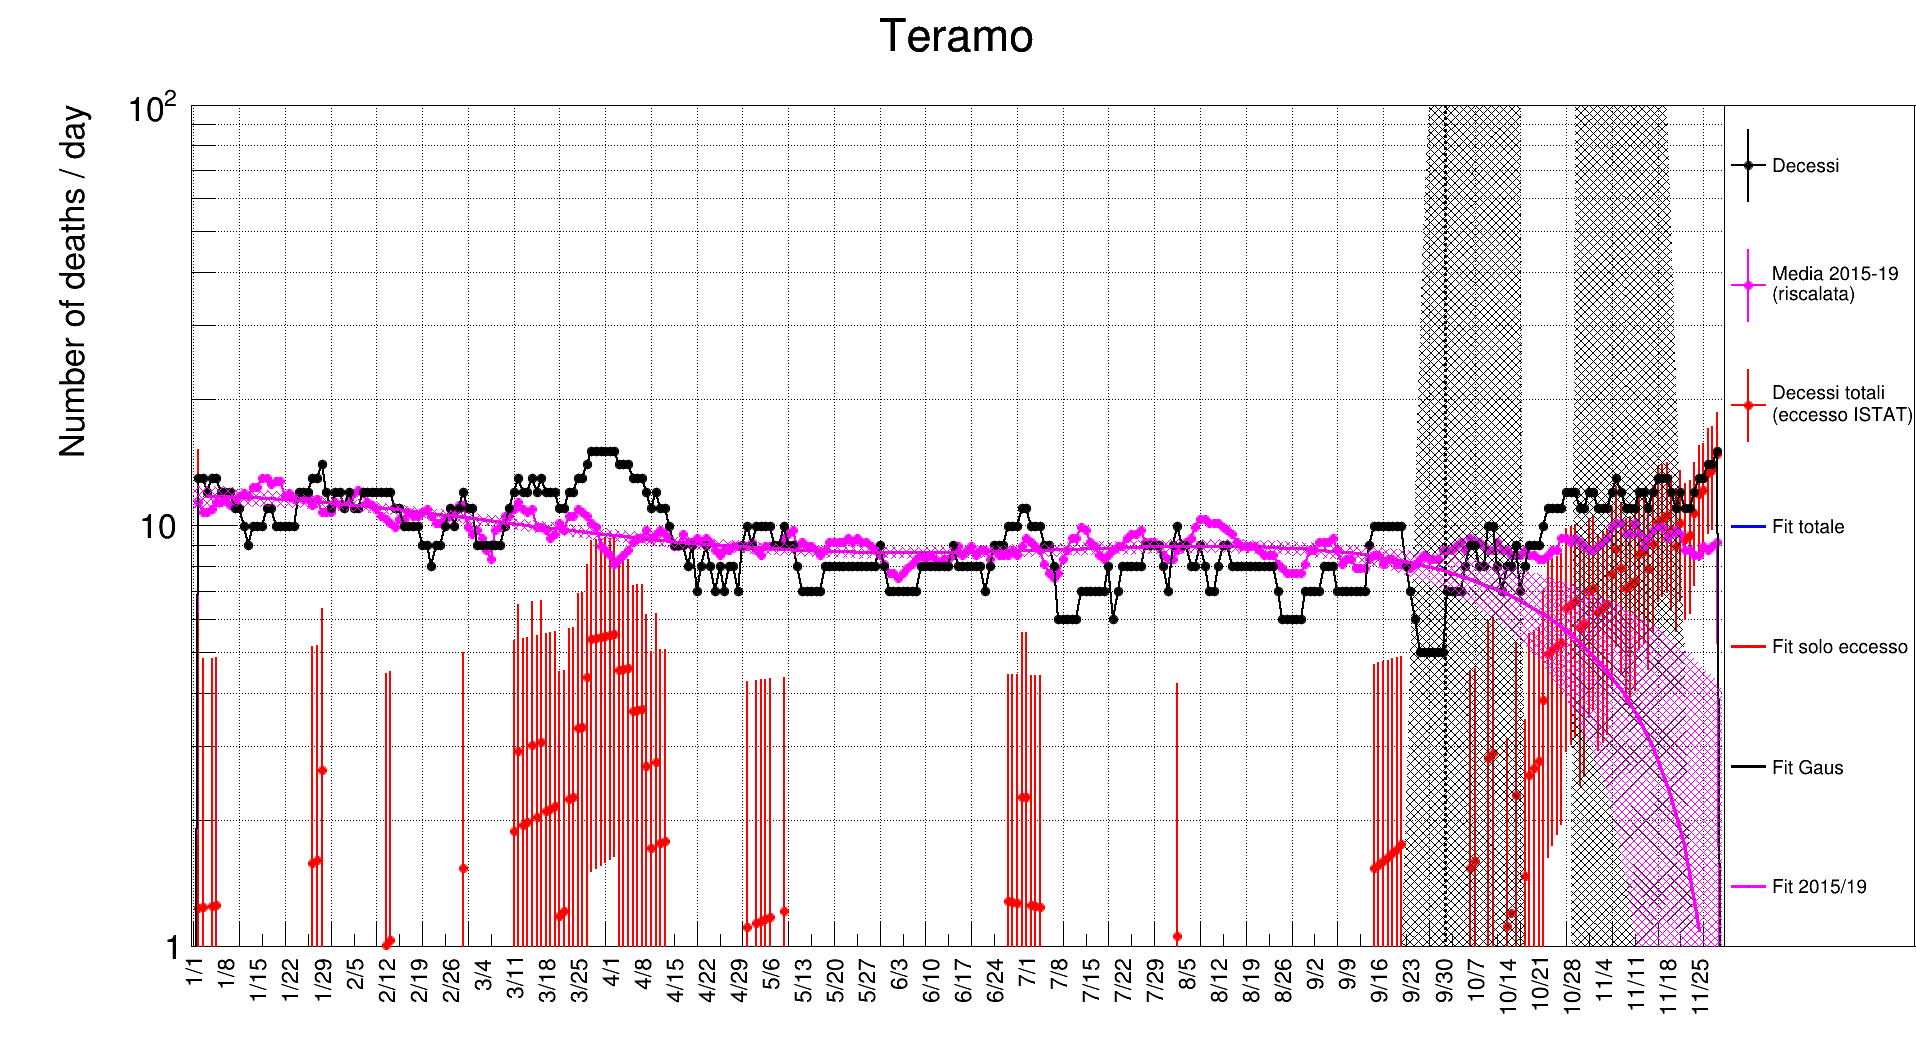 Teramo
Number of deaths / day
10²
10
1
1/1 1/8 1/15 1/22 1/29 2/5 2/12 2/19 2/26 3/4 3/11 3/18 3/25 4/1 4/8 4/15 4/22 4/29 5/6 5/13 5/20 5/27 6/3 6/10 6/17 6/24 7/1 7/8 7/15 7/22 7/29 8/5 8/12 8/19 8/26 9/2 9/9 9/16 9/23 9/30 10/7 10/14 10/21 10/28 11/4 11/11 11/18 11/25
Decessi
Media 2015-19
(riscalata)
Decessi totali
(eccesso ISTAT)
Fit totale
Fit solo eccesso
Fit Gaus
Fit 2015/19